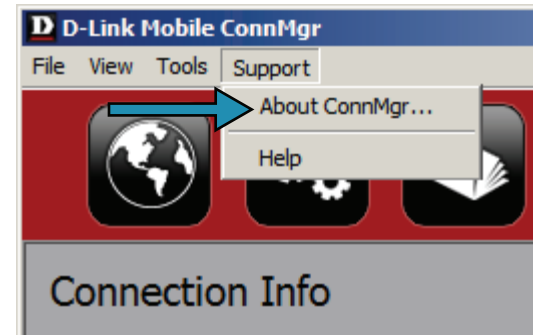 D D-Link Mobile ConnMgr
File View Tools Support
About ConnMgr...
Help
Connection Info